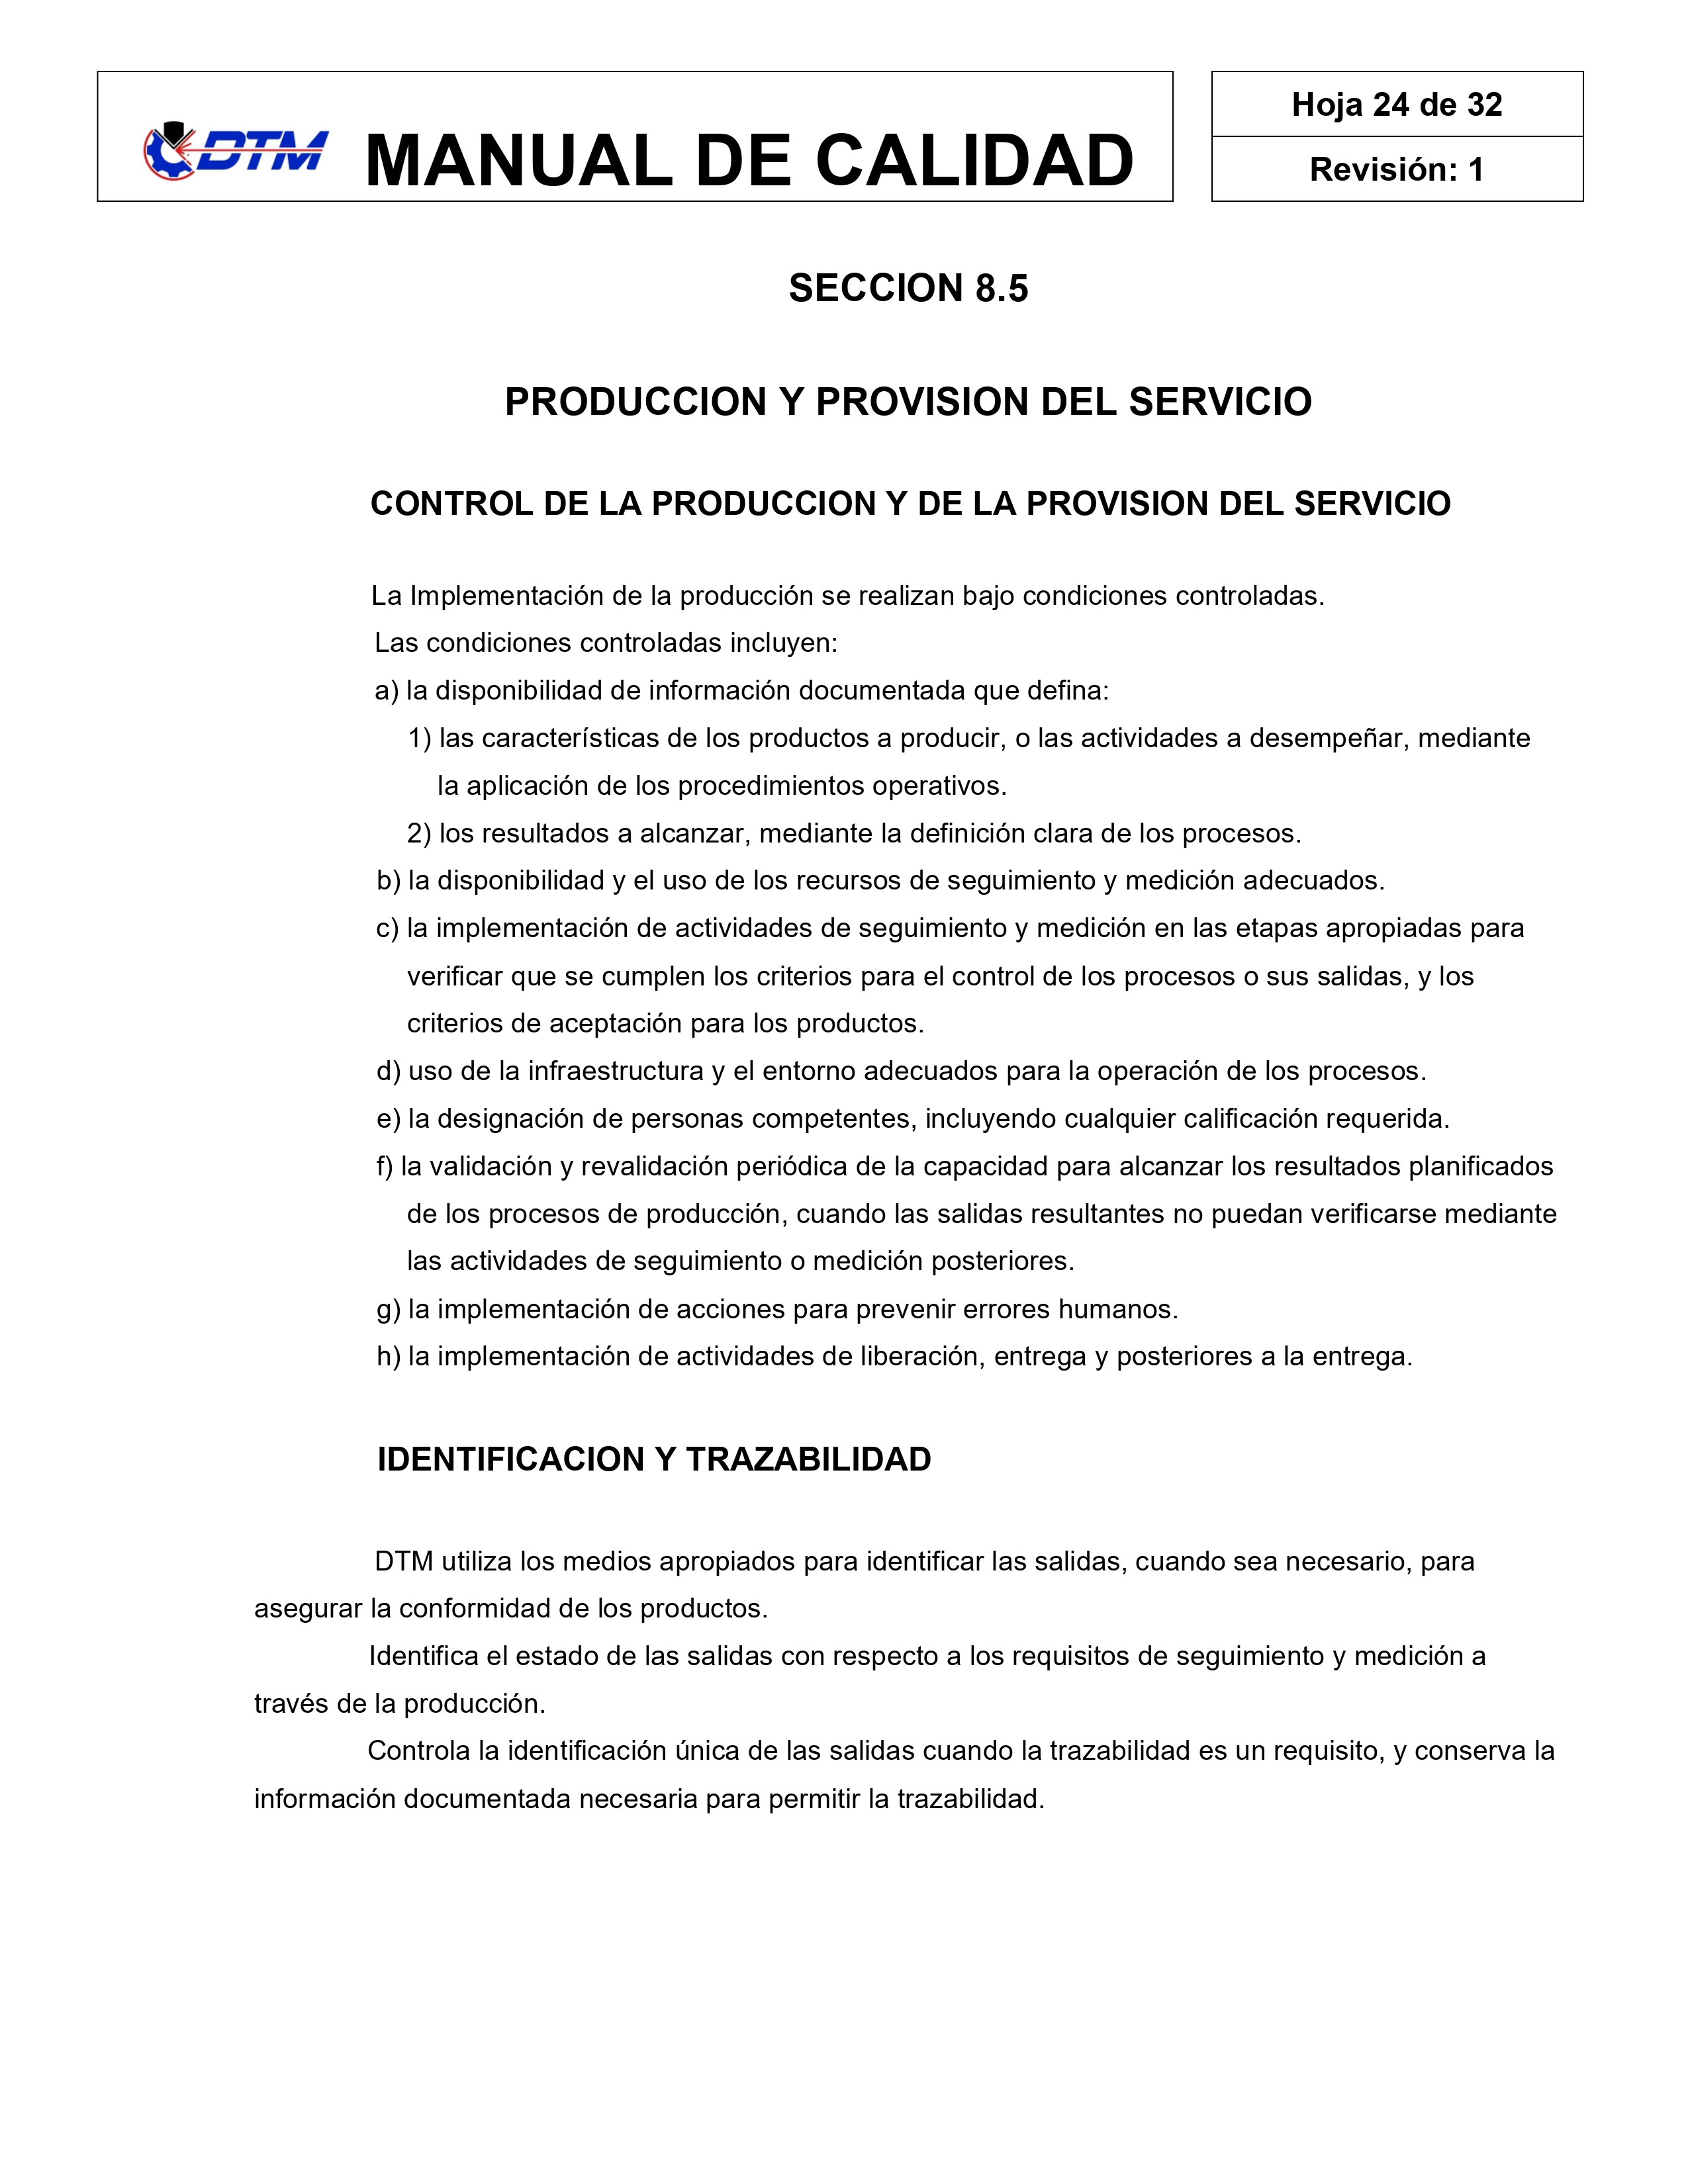 DTM
MANUAL DE CALIDAD
Hoja 24 de 32
Revisión: 1
SECCION 8.5
PRODUCCION Y PROVISION DEL SERVICIO
CONTROL DE LA PRODUCCION Y DE LA PROVISION DEL SERVICIO
La Implementación de la producción se realizan bajo condiciones controladas.
Las condiciones controladas incluyen:
a) la disponibilidad de información documentada que defina:
1) las características de los productos a producir, o las actividades a desempeñar, mediante
la aplicación de los procedimientos operativos.
2) los resultados a alcanzar, mediante la definición clara de los procesos.
b) la disponibilidad y el uso de los recursos de seguimiento y medición adecuados.
c) la implementación de actividades de seguimiento y medición en las etapas apropiadas para
verificar que se cumplen los criterios para el control de los procesos o sus salidas, y los
criterios de aceptación para los productos.
d) uso de la infraestructura y el entorno adecuados para la operación de los procesos.
e) la designación de personas competentes, incluyendo cualquier calificación requerida.
f) la validación y revalidación periódica de la capacidad para alcanzar los resultados planificados
de los procesos de producción, cuando las salidas resultantes no puedan verificarse mediante
las actividades de seguimiento o medición posteriores.
g) la implementación de acciones para prevenir errores humanos.
h) la implementación de actividades de liberación, entrega y posteriores a la entrega.
IDENTIFICACION Y TRAZABILIDAD
DTM utiliza los medios apropiados para identificar las salidas, cuando sea necesario, para
asegurar la conformidad de los productos.
Identifica el estado de las salidas con respecto a los requisitos de seguimiento y medición a
través de la producción.
Controla la identificación única de las salidas cuando la trazabilidad es un requisito, y conserva la
información documentada necesaria para permitir la trazabilidad.